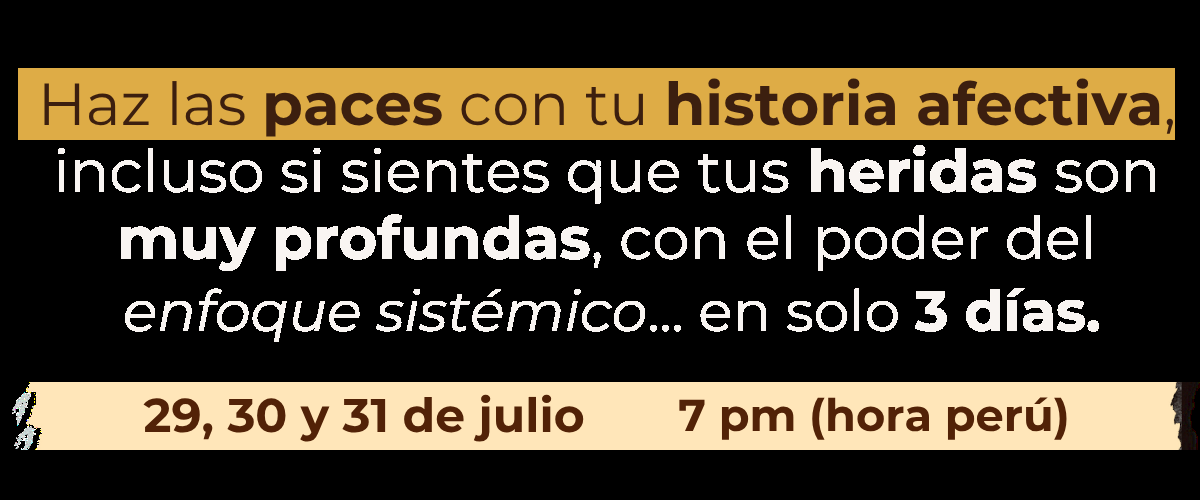 Haz las paces con tu historia afectiva,
incluso si sientes que tus heridas son
muy profundas, con el poder del
enfoque sistémico... en solo 3 días.
29, 30 y 31 de julio 7 pm (hora perú)